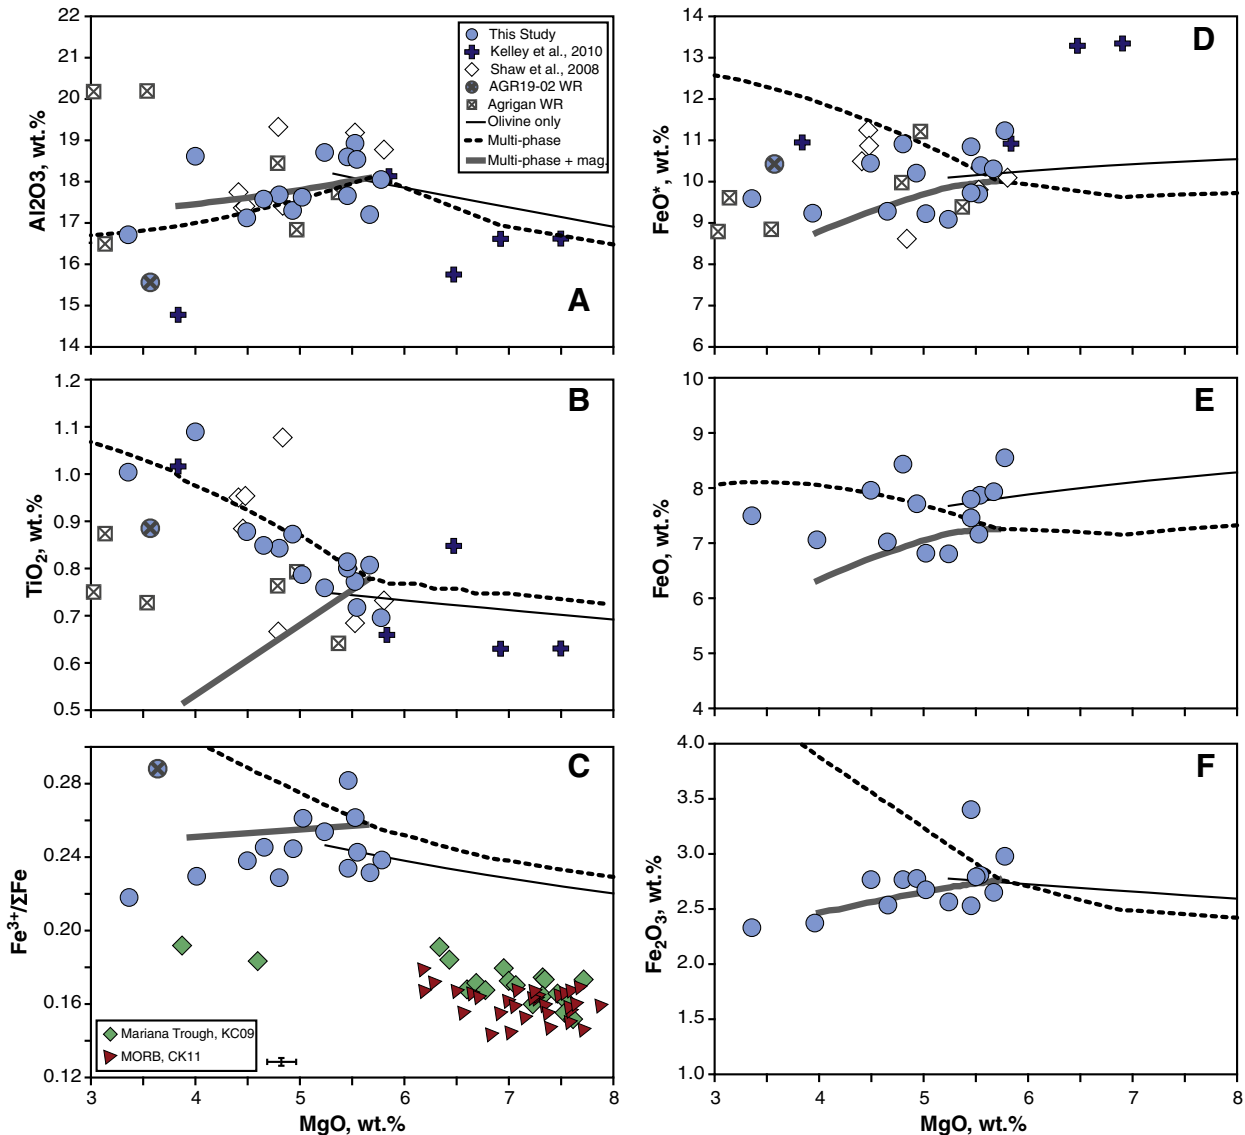 22
21
20
19
18
17
16
15
14
Al2O3, wt.%
This Study
Kelley et al., 2010
Shaw et al., 2008
AGR19-02 WR
Agrigan WR
Olivine only
Multi-phase
Multi-phase + mag.
A
13
12
11
10
9
8
7
6
FeO*, wt.%
D
1.2
1.1
1.0
0.9
0.8
0.7
0.6
0.5
TiO2, wt.%
B
10
9
8
7
6
5
4
FeO, wt.%
E
0.28
0.24
0.20
0.16
0.12
Fe3+/ΣFe
C
Mariana Trough, KC09
MORB, CK11
3 4 5 6 7 8
MgO, wt.%
4.0
3.5
3.0
2.5
2.0
1.5
1.0
Fe2O3, wt.%
F
3 4 5 6 7 8
MgO, wt.%